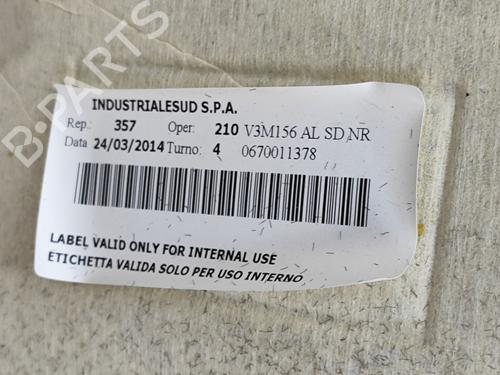 B-PARTS
INDUSTRIALESUD S.P.A.
Rep.: 357 Oper: 210 V3M156 AL SD NR
Data 24/03/2014 Turno: 4 0670011378
LABEL VALID ONLY FOR INTERNAL USE
ETICHETTA VALIDA SOLO PER USO INTERNO